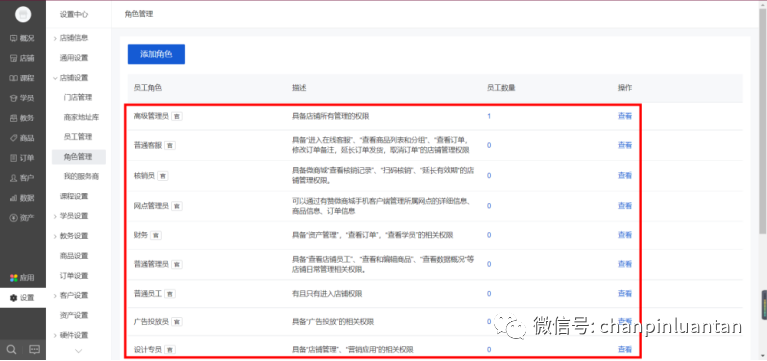 设置中心
角色管理
概况
店铺
课程
学员
教务
商品
订单
客户
数据
资产
应用
设置
店铺信息
通用设置
店铺设置
门店管理
商家地址库
员工管理
角色管理
我的服务商
课程设置
学员设置
教务设置
商品设置
订单设置
客户设置
资产设置
硬件设置
添加角色
员工角色 描述 员工数量 操作
高级管理员 官 具备店铺所有管理的权限 1 查看
普通客服 官 具备“进入在线客服”、“查看商品列表和分组”、“查看订单,
修改订单备注，延长订单发货，取消订单”的店铺管理权限 0 查看
核销员 官 具备微商城“查看核销记录”、“扫码核销”、“延长有效期”的店
铺管理权限。 0 查看
网点管理员 官 可以通过有赞微商城手机客户端管理所属网点的详细信息、
商品信息、订单信息 0 查看
财务 官 具备“资产管理”，“查看订单”，“查看学员”的相关权限 0 查看
普通管理员 官 具备“查看店铺员工”、“查看和编辑商品”、“查看数据概况”等
店铺日常管理相关权限。 0 查看
普通员工 官 有且只有进入店铺权限 0 查看
广告投放员 官 具备“广告投放”的相关权限 0 查看
设计专员 官 具备“店铺管理”、“营销应用”的相关权限 0 查看
微信号: chanpinluantan